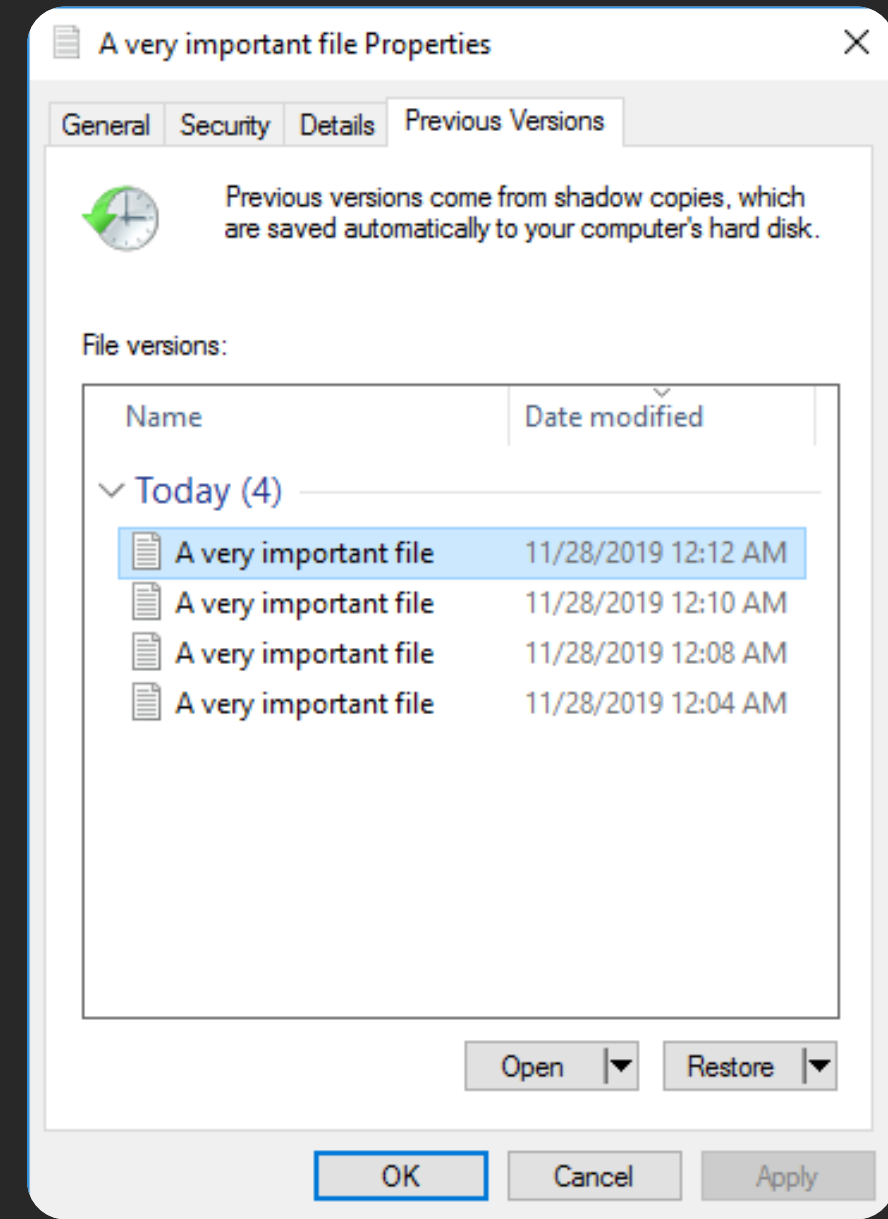 A very important file Properties
General Security Details Previous Versions
Previous versions come from shadow copies, which
are saved automatically to your computer's hard disk.
File versions:
Name Date modified
Today (4)
A very important file 11/28/2019 12:12 AM
A very important file 11/28/2019 12:10 AM
A very important file 11/28/2019 12:08 AM
A very important file 11/28/2019 12:04 AM
Open Restore
OK Cancel Apply